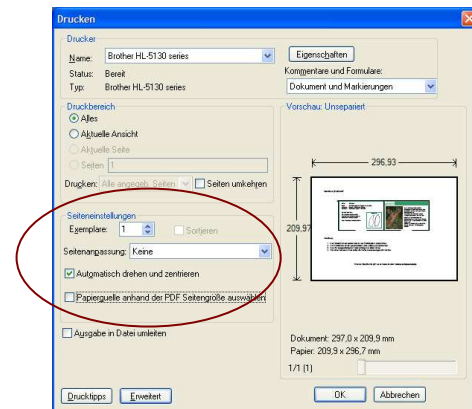 Drucken
Drucker
Name: Brother HL-5130 series
Eigenschaften
Status: Bereit
Kommentare und Formulare:
Typ: Brother HL-5130 series
Dokument und Markierungen
Druckbereich
Alles
Aktuelle Ansicht
Aktuelle Seite
Seiten 1
Drucken: Alle angegeb. Seiten
Seiten umkehren
Seiteneinstellungen
Exemplare: 1
Sortieren
Seitenanpassung: Keine
Automatisch drehen und zentrieren
Papierquelle anhand der PDF Seitengröße auswählen
Ausgabe in Datei umleiten
Drucktipps
Erweitert
Vorschau: Unsepariert
296,93
209,97
Dokument: 297,0 x 209,9 mm
Papier: 209,9 x 296,7 mm
1/1 (1)
OK
Abbrechen